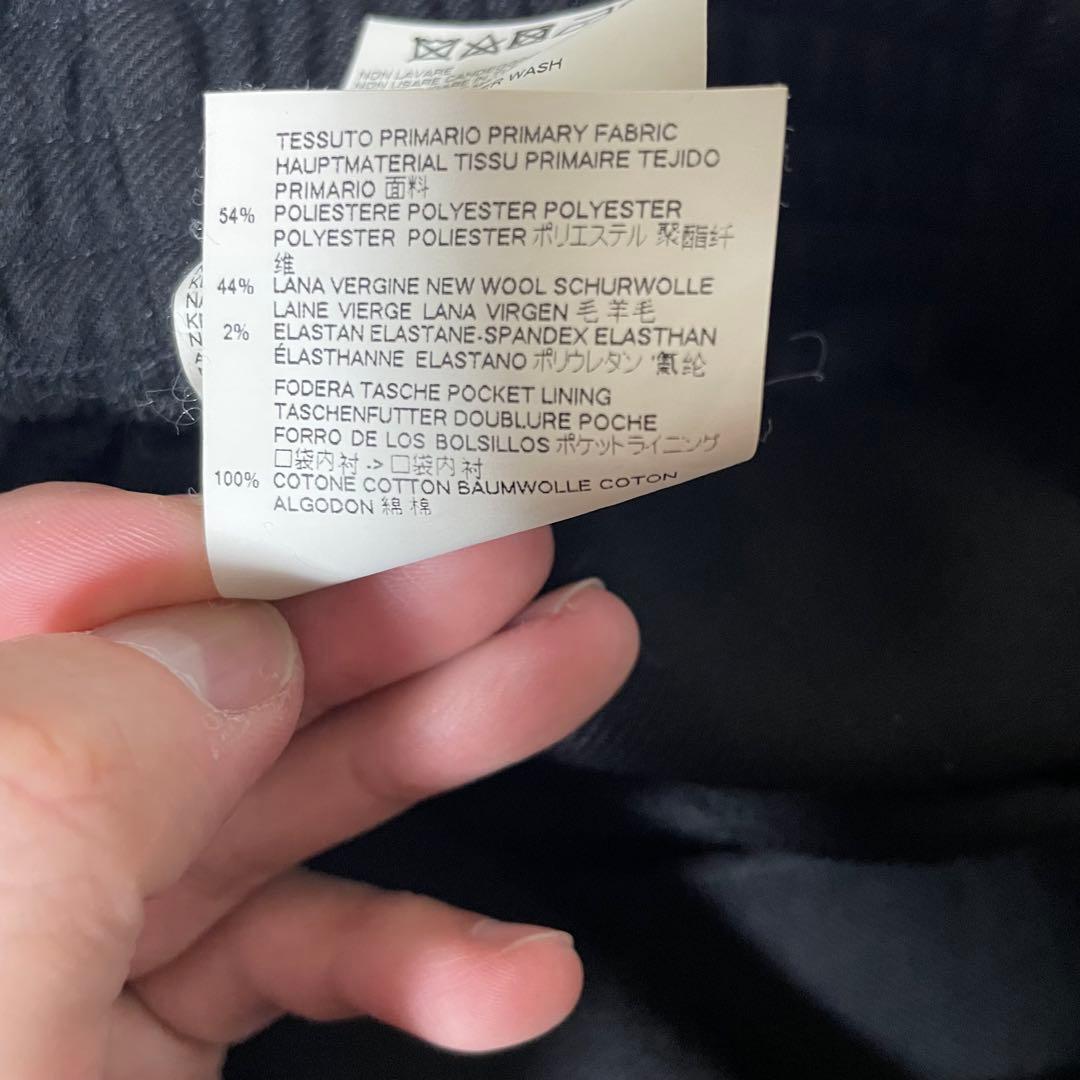 NON LAVARE
WASH
TESSUTO PRIMARIO PRIMARY FABRIC
HAUPTMATERIAL TISSU PRIMAIRE TEJIDO
PRIMARIO 面料
54% POLIESTERE POLYESTER POLYESTER
POLYESTER POLIESTER ポリエステル 聚酯纤
维
44% LANA VERGINE NEW WOOL SCHURWOLLE
LAINE VIERGE LANA VIRGEN 毛 羊毛
2% ELASTAN ELASTANE-SPANDEX ELASTHAN
ÉLASTHANNE ELASTANO ポリウレタン 氨纶
FODERA TASCHE POCKET LINING
TASCHENFUTTER DOUBLURE POCHE
FORRO DE LOS BOLSILLOS ポケットライニング
口袋内衬 -> 口袋内衬
100% COTONE COTTON BAUMWOLLE COTON
ALGODON 綿 棉